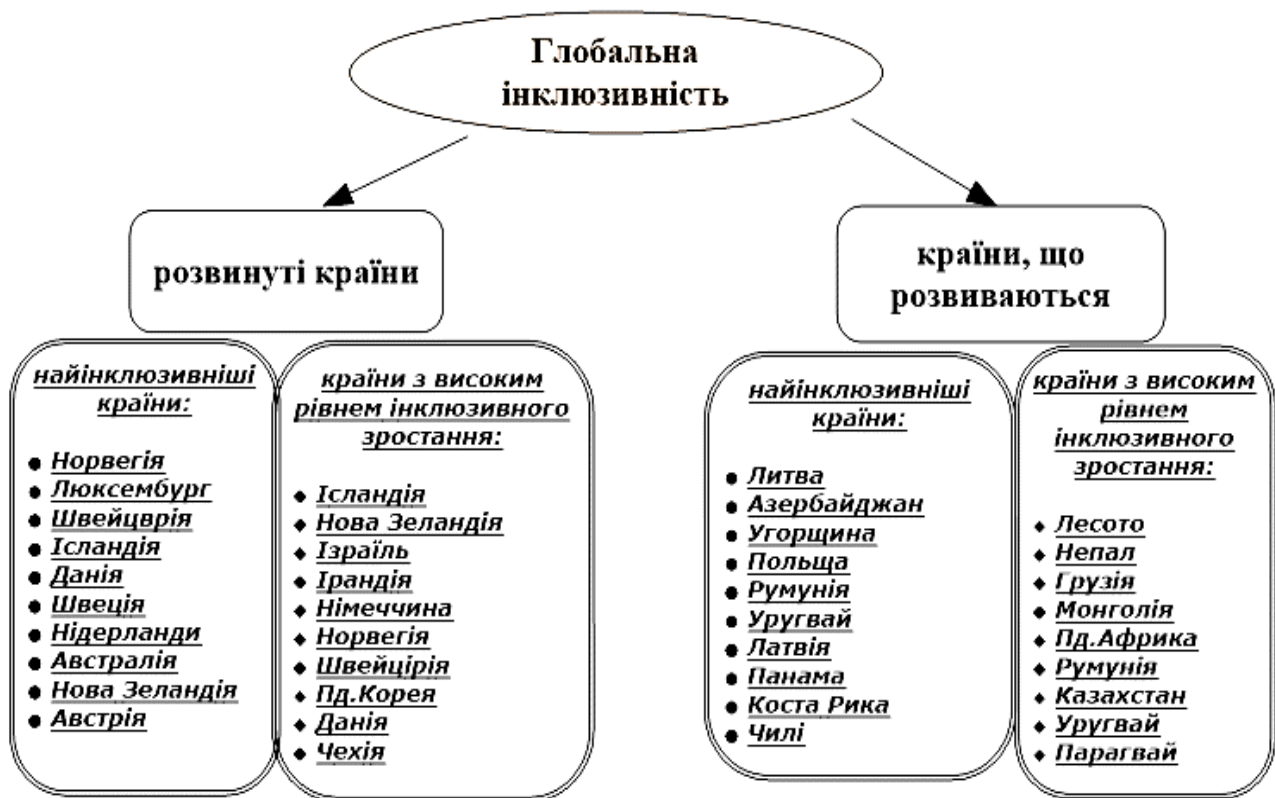 Глобальна
інклюзивність
розвинуті країни
країни, що
розвиваються
найінклюзивніші
країни:
Норвегія
Люксембург
Швейцврія
Ісландія
Данія
Швеція
Нідерланди
Австралія
Нова Зеландія
Австрія
країни з високим
рівнем інклюзивного
зростання:
Ісландія
Нова Зеландія
Ізраїль
Ірандія
Німеччина
Норвегія
Швейцірія
Пд.Корея
Данія
Чехія
найінклюзивніші
країни:
Литва
Азербайджан
Угорщина
Польща
Румунія
Уругвай
Латвія
Панама
Коста Рика
Чилі
країни з високим
рівнем
інклюзивного
зростання:
Лесото
Непал
Грузія
Монголія
Пд.Африка
Румунія
Казахстан
Уругвай
Парагвай